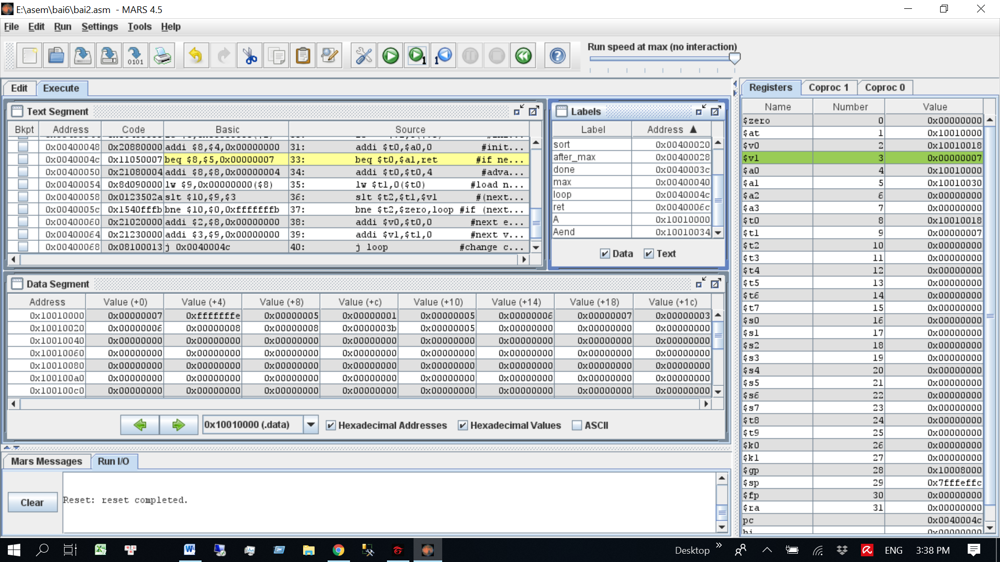 E:\asem\bai6\bai2.asm - MARS 4.5
File Edit Run Settings Tools Help
Run speed at max (no interaction)
Edit Execute
Text Segment
Bkpt Address Code Basic Source
0x00400048 0x20880000 addi $8,$4,0x00000000 31: addi $t0,$a0,0 #init...
0x0040004c 0x11050007 beq $8,$5,0x00000007 33: beq $t0,$a1,ret #if ne...
0x00400050 0x21080004 addi $8,$8,0x00000004 34: addi $t0,$t0,4 #adva...
0x00400054 0x8d090000 lw $9,0x00000000($8) 35: lw $t1,0($t0) #load n...
0x00400058 0x0123502a slt $10,$9,$3 36: slt $t2,$t1,$v1 #(next...
0x0040005c 0x1540fffb bne $10,$0,0xfffffffb 37: bne $t2,$zero,loop #if (next...
0x00400060 0x21020000 addi $2,$8,0x00000000 38: addi $v0,$t0,0 #next e...
0x00400064 0x21230000 addi $3,$9,0x00000000 39: addi $v1,$t1,0 #next v...
0x00400068 0x08100013 j 0x0040004c 40: j loop #change c...
Labels
Label Address ▲
sort 0x00400020
after_max 0x00400028
done 0x0040003c
max 0x00400040
loop 0x0040004c
ret 0x0040006c
A 0x10010000
Aend 0x10010034
Data Text
Data Segment
Address Value (+0) Value (+4) Value (+8) Value (+c) Value (+10) Value (+14) Value (+18) Value (+1c)
0x10010000 0x00000007 0xfffffffe 0x00000005 0x00000001 0x00000005 0x00000006 0x00000007 0x00000003
0x10010020 0x00000006 0x00000008 0x00000008 0x0000003b 0x00000005 0x00000000 0x00000000 0x00000000
0x10010040 0x00000000 0x00000000 0x00000000 0x00000000 0x00000000 0x00000000 0x00000000 0x00000000
0x10010060 0x00000000 0x00000000 0x00000000 0x00000000 0x00000000 0x00000000 0x00000000 0x00000000
0x10010080 0x00000000 0x00000000 0x00000000 0x00000000 0x00000000 0x00000000 0x00000000 0x00000000
0x100100a0 0x00000000 0x00000000 0x00000000 0x00000000 0x00000000 0x00000000 0x00000000 0x00000000
0x100100c0 0x00000000 0x00000000 0x00000000 0x00000000 0x00000000 0x00000000 0x00000000 0x00000000
0x10010000 (.data) Hexadecimal Addresses Hexadecimal Values ASCII
Mars Messages Run I/O
Clear
Reset: reset completed.
Registers Coproc 1 Coproc 0
Name Number Value
$zero 0 0x00000000
$at 1 0x10010000
$v0 2 0x10010018
$v1 3 0x00000007
$a0 4 0x10010000
$a1 5 0x10010030
$a2 6 0x00000000
$a3 7 0x00000000
$t0 8 0x10010018
$t1 9 0x00000007
$t2 10 0x00000000
$t3 11 0x00000000
$t4 12 0x00000000
$t5 13 0x00000000
$t6 14 0x00000000
$t7 15 0x00000000
$s0 16 0x00000000
$s1 17 0x00000000
$s2 18 0x00000000
$s3 19 0x00000000
$s4 20 0x00000000
$s5 21 0x00000000
$s6 22 0x00000000
$s7 23 0x00000000
$t8 24 0x00000000
$t9 25 0x00000000
$k0 26 0x00000000
$k1 27 0x00000000
$gp 28 0x10008000
$sp 29 0x7fffeffc
$fp 30 0x00000000
$ra 31 0x00000000
pc 0x0040004c
hi 0x00000000
Desktop ENG 3:38 PM